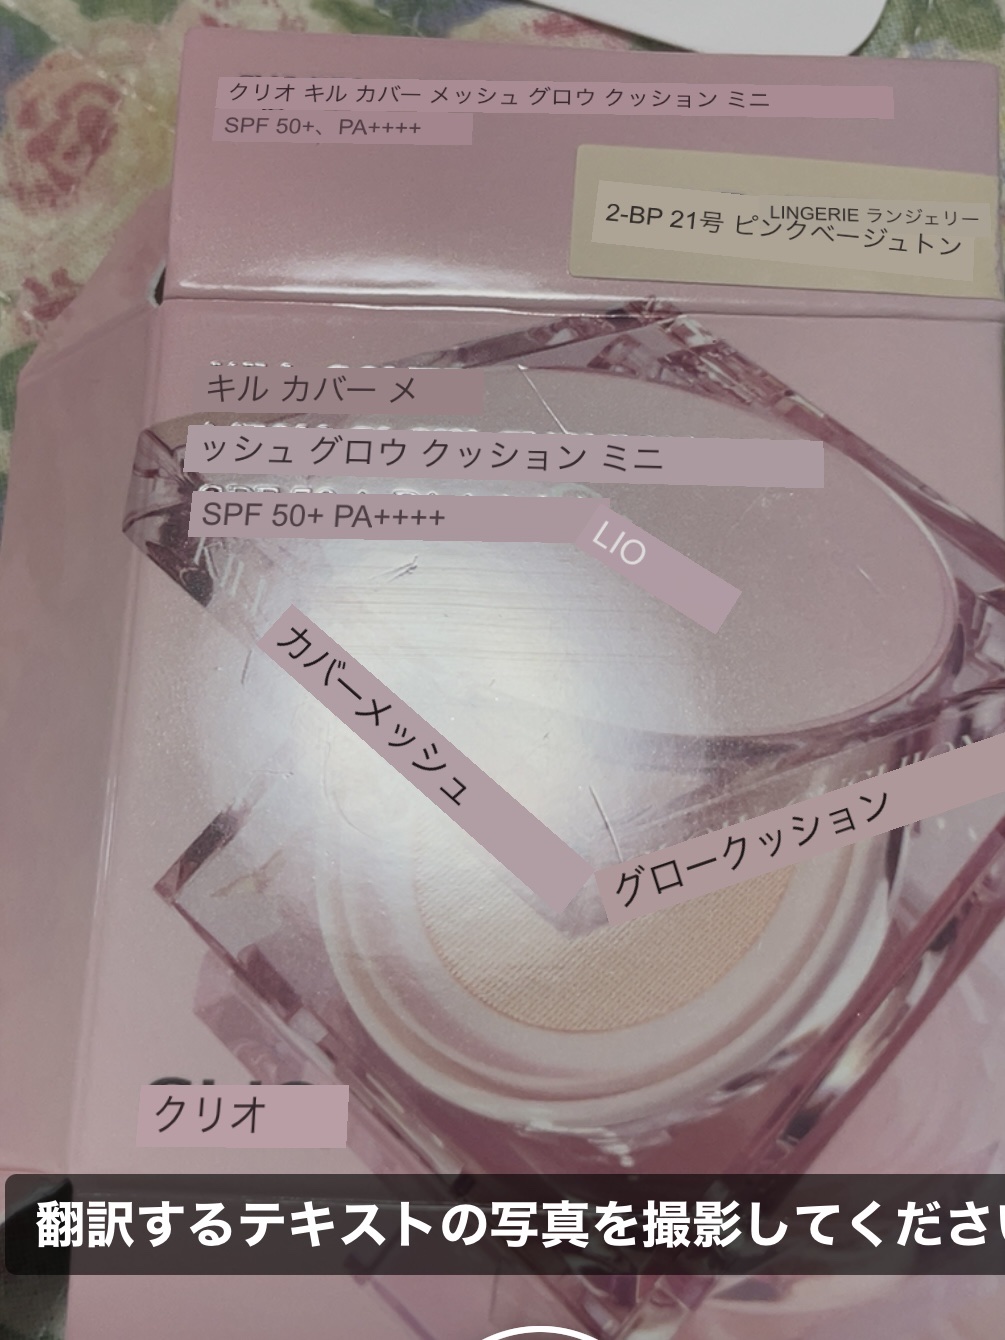 クリオ キル カバー メッシュ グロウ クッション ミニ
SPF 50+、PA++++
LINGERIE ランジェリー
2-BP 21号 ピンクベージュトン
キル カバー メ
ッシュ グロウ クッション ミニ
SPF 50+ PA++++
LIO
KILL
カバーメッシュ
グロークッション
クリオ
翻訳するテキストの写真を撮影してくださ